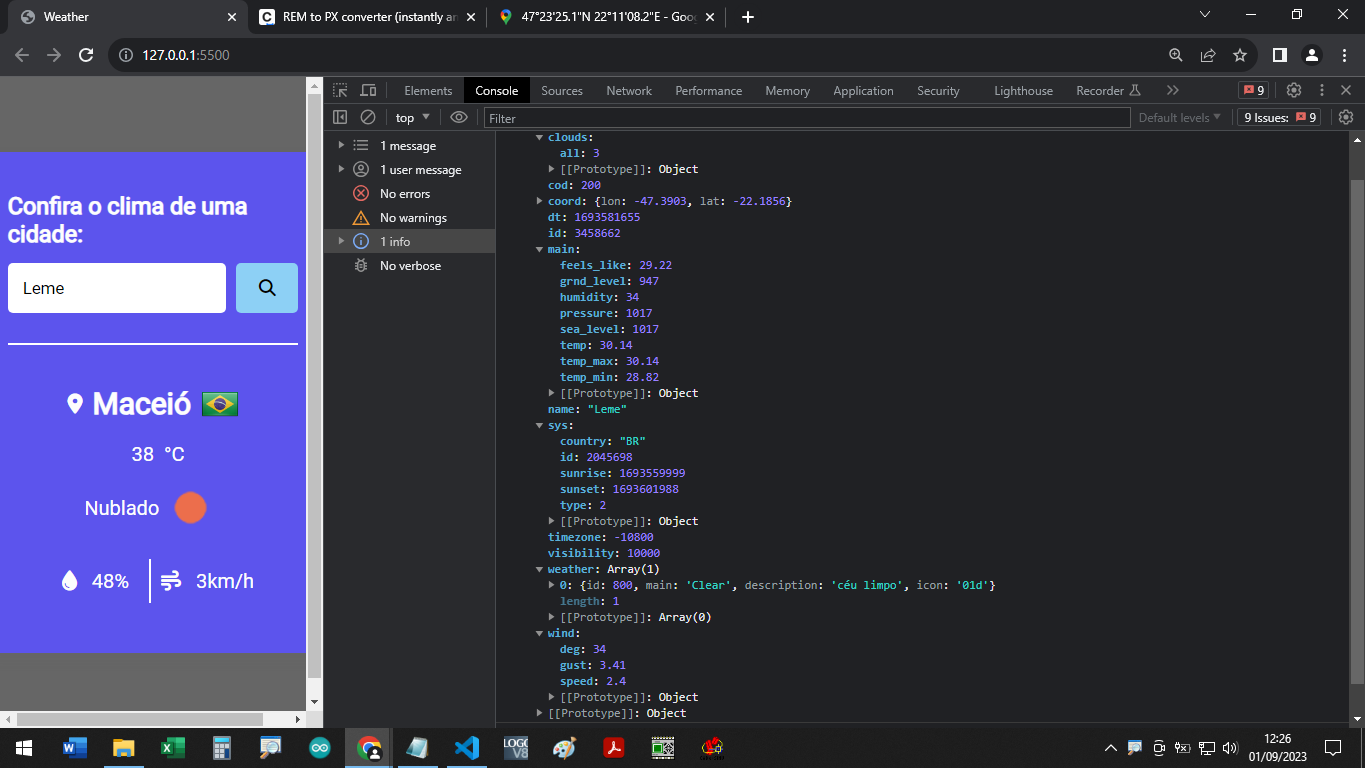 Weather
REM to PX converter (instantly an
47°23'25.1"N 22°11'08.2"E - Goog
127.0.0.1:5500
Elements Console Sources Network Performance Memory Application Security Lighthouse Recorder 9
top Filter Default levels 9 Issues: 9
1 message
1 user message
No errors
No warnings
1 info
No verbose
Confira o clima de uma
cidade:
Leme
Maceió
38 °C
Nublado
48% 3km/h
clouds:
all: 3
[[Prototype]]: Object
cod: 200
coord: {lon: -47.3903, lat: -22.1856}
dt: 1693581655
id: 3458662
main:
feels_like: 29.22
grnd_level: 947
humidity: 34
pressure: 1017
sea_level: 1017
temp: 30.14
temp_max: 30.14
temp_min: 28.82
[[Prototype]]: Object
name: "Leme"
sys:
country: "BR"
id: 2045698
sunrise: 1693559999
sunset: 1693601988
type: 2
[[Prototype]]: Object
timezone: -10800
visibility: 10000
weather: Array(1)
0: {id: 800, main: 'Clear', description: 'céu limpo', icon: '01d'}
length: 1
[[Prototype]]: Array(0)
wind:
deg: 34
gust: 3.41
speed: 2.4
[[Prototype]]: Object
[[Prototype]]: Object
LOGO
V8
12:26
01/09/2023